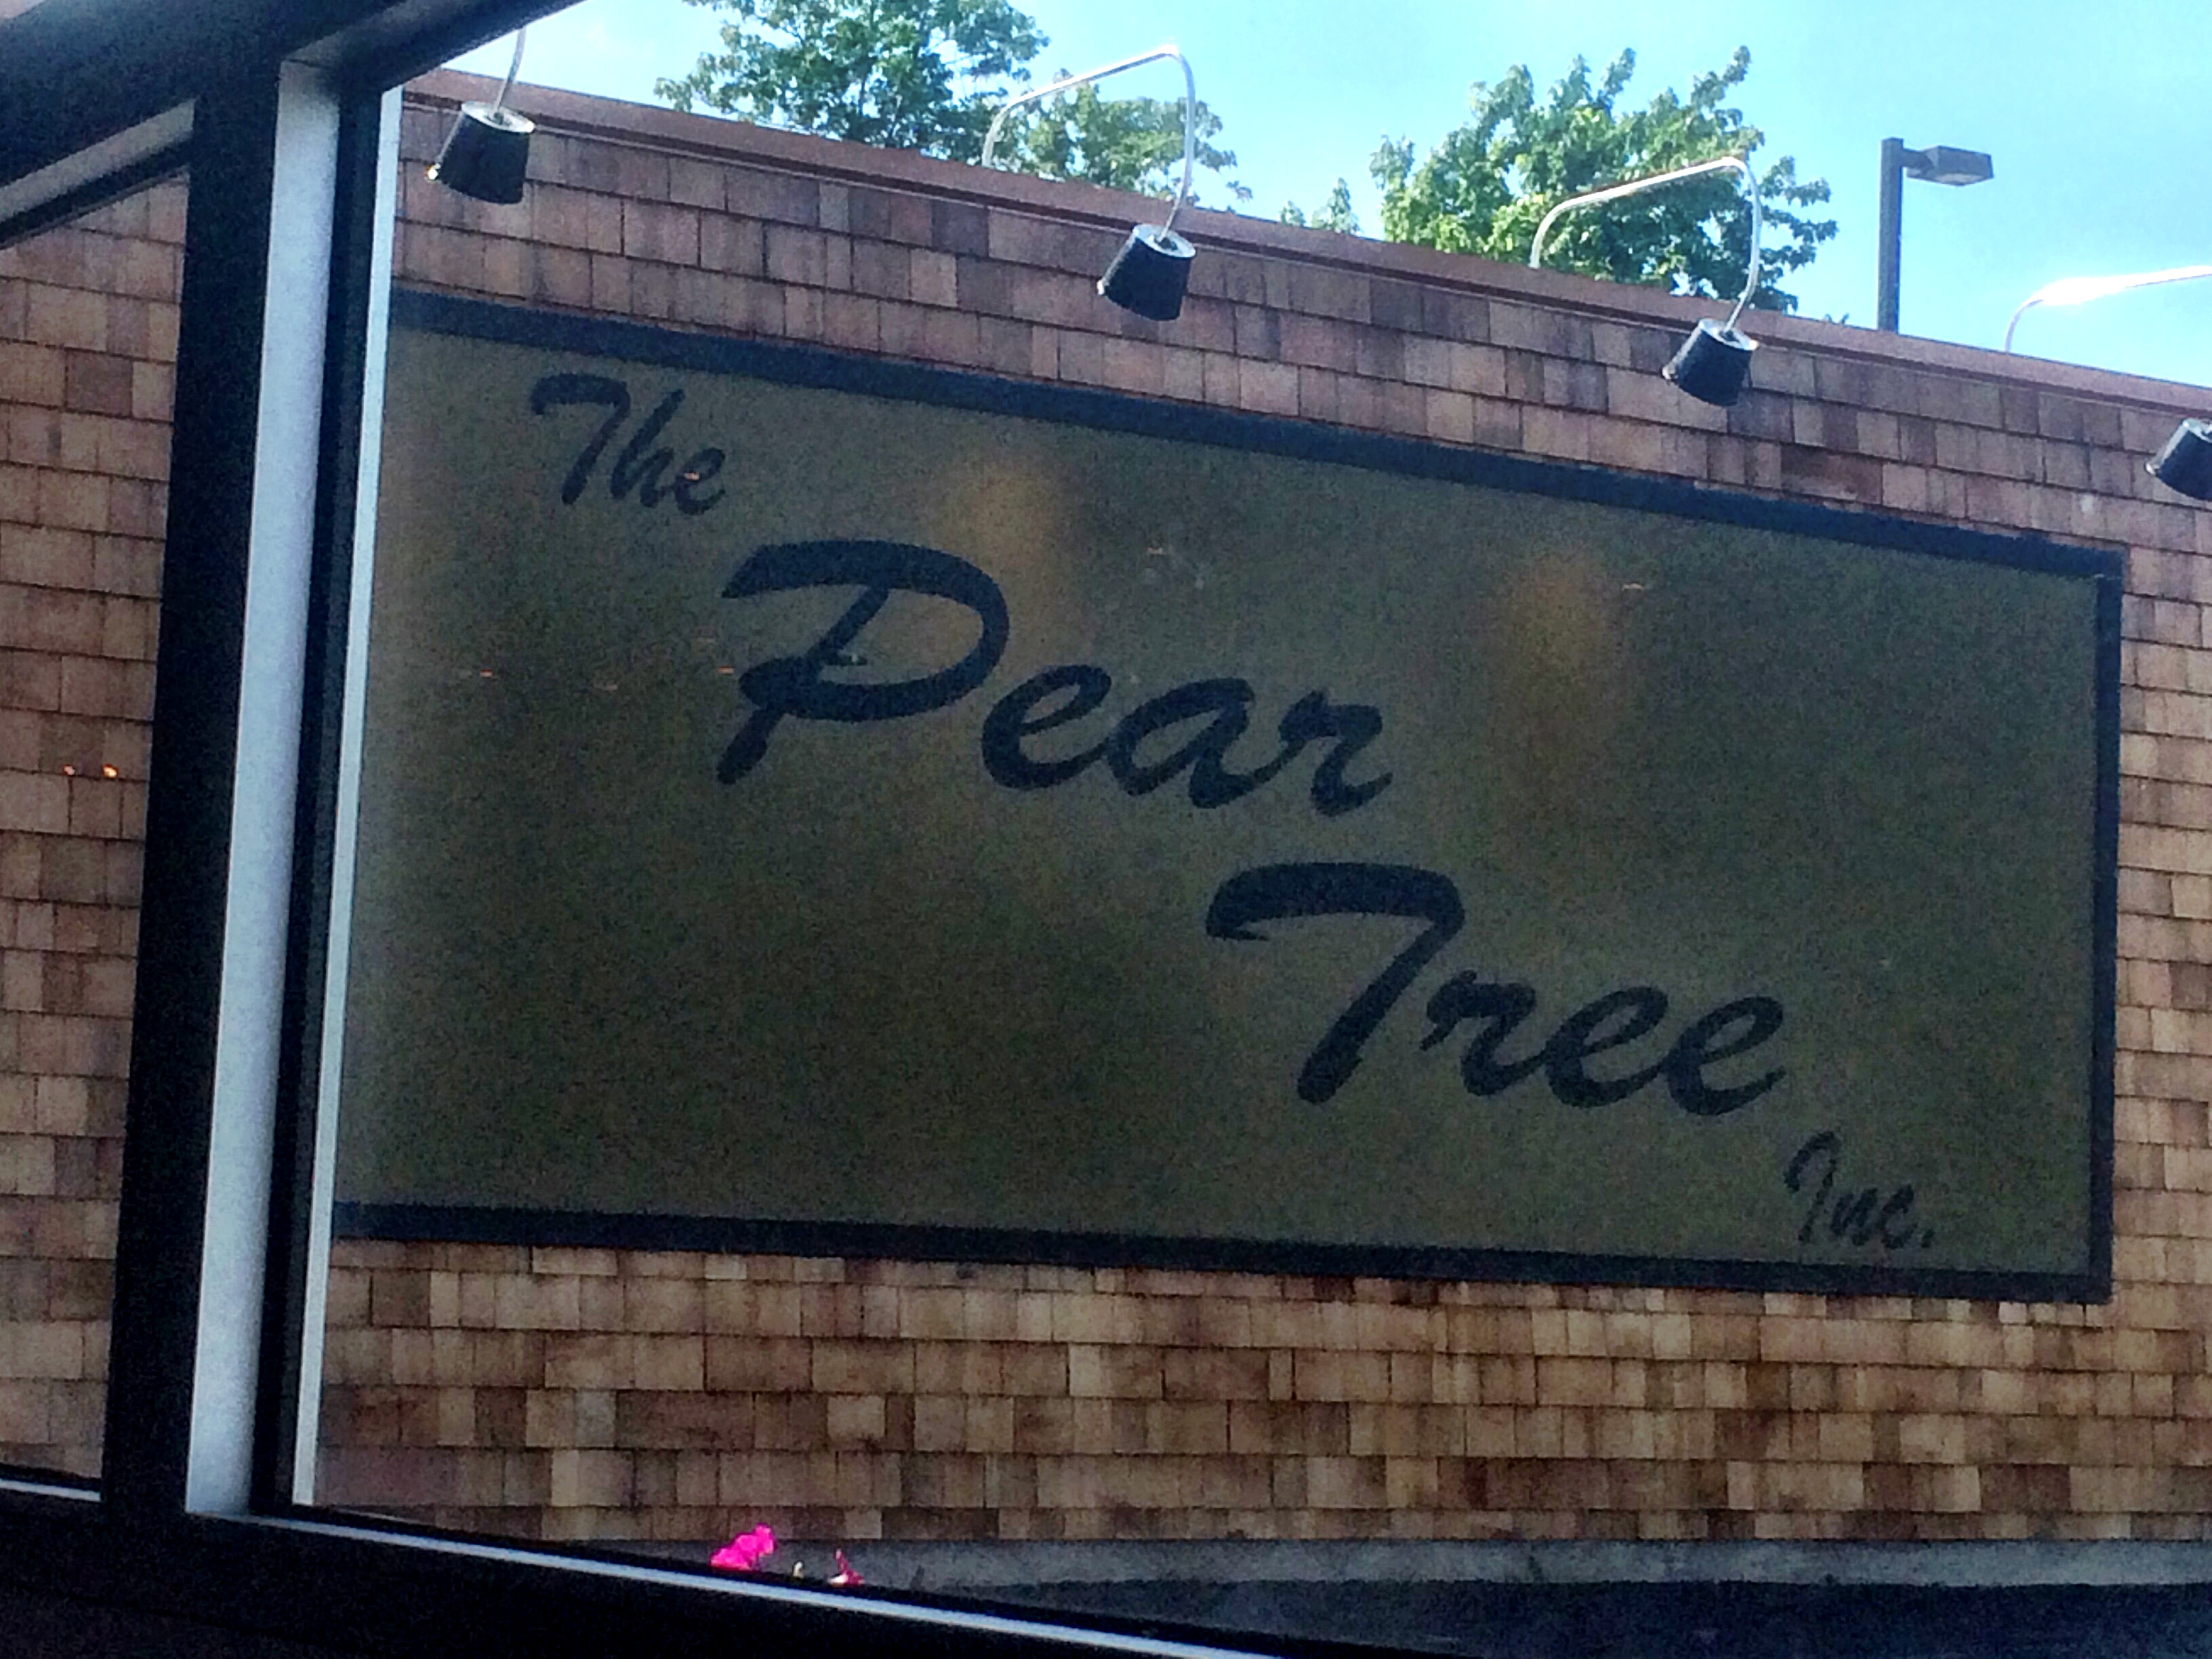 The
Pear
Tree
Inc.